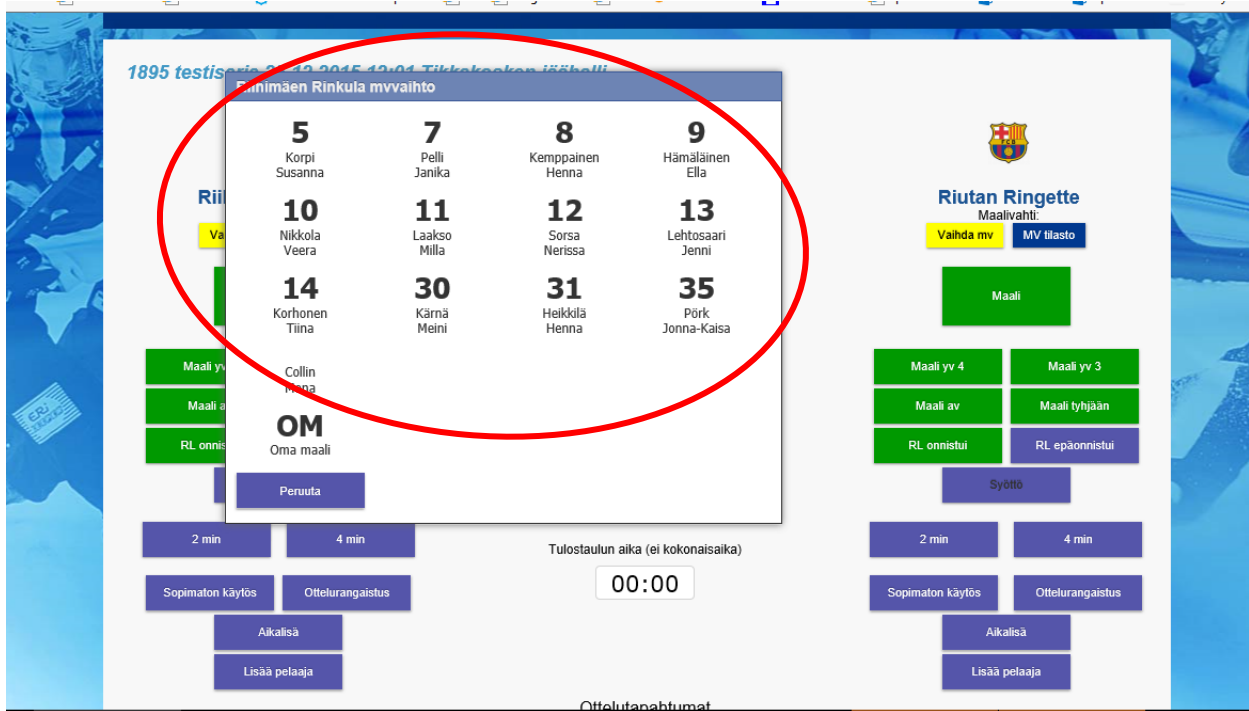 1895 testisarja
Tikkakosken jäähalli
Riihimäen Rinkula mvvaihto
5
Korpi
Susanna
7
Pelli
Janika
8
Kemppainen
Henna
9
Hämäläinen
Ella
10
Nikkola
Veera
11
Laakso
Milla
12
Sorsa
Nerissa
13
Lehtosaari
Jenni
14
Korhonen
Tiina
30
Kärnä
Meini
31
Heikkilä
Henna
35
Pörk
Jonna-Kaisa
Collin
Mona
OM
Oma maali
Peruuta
2 min
4 min
Sopimaton käytös
Ottelurangaistus
Aikalisä
Lisää pelaaja
Tulostaulun aika (ei kokonaisaika)
00:00
Ottelutapahtumat
FCB
Riutan Ringette
Maalivahti:
Vaihda mv
MV tilasto
Maali
Maali yv 4
Maali yv 3
Maali av
Maali tyhjään
RL onnistui
RL epäonnistui
Syöttö
2 min
4 min
Sopimaton käytös
Ottelurangaistus
Aikalisä
Lisää pelaaja